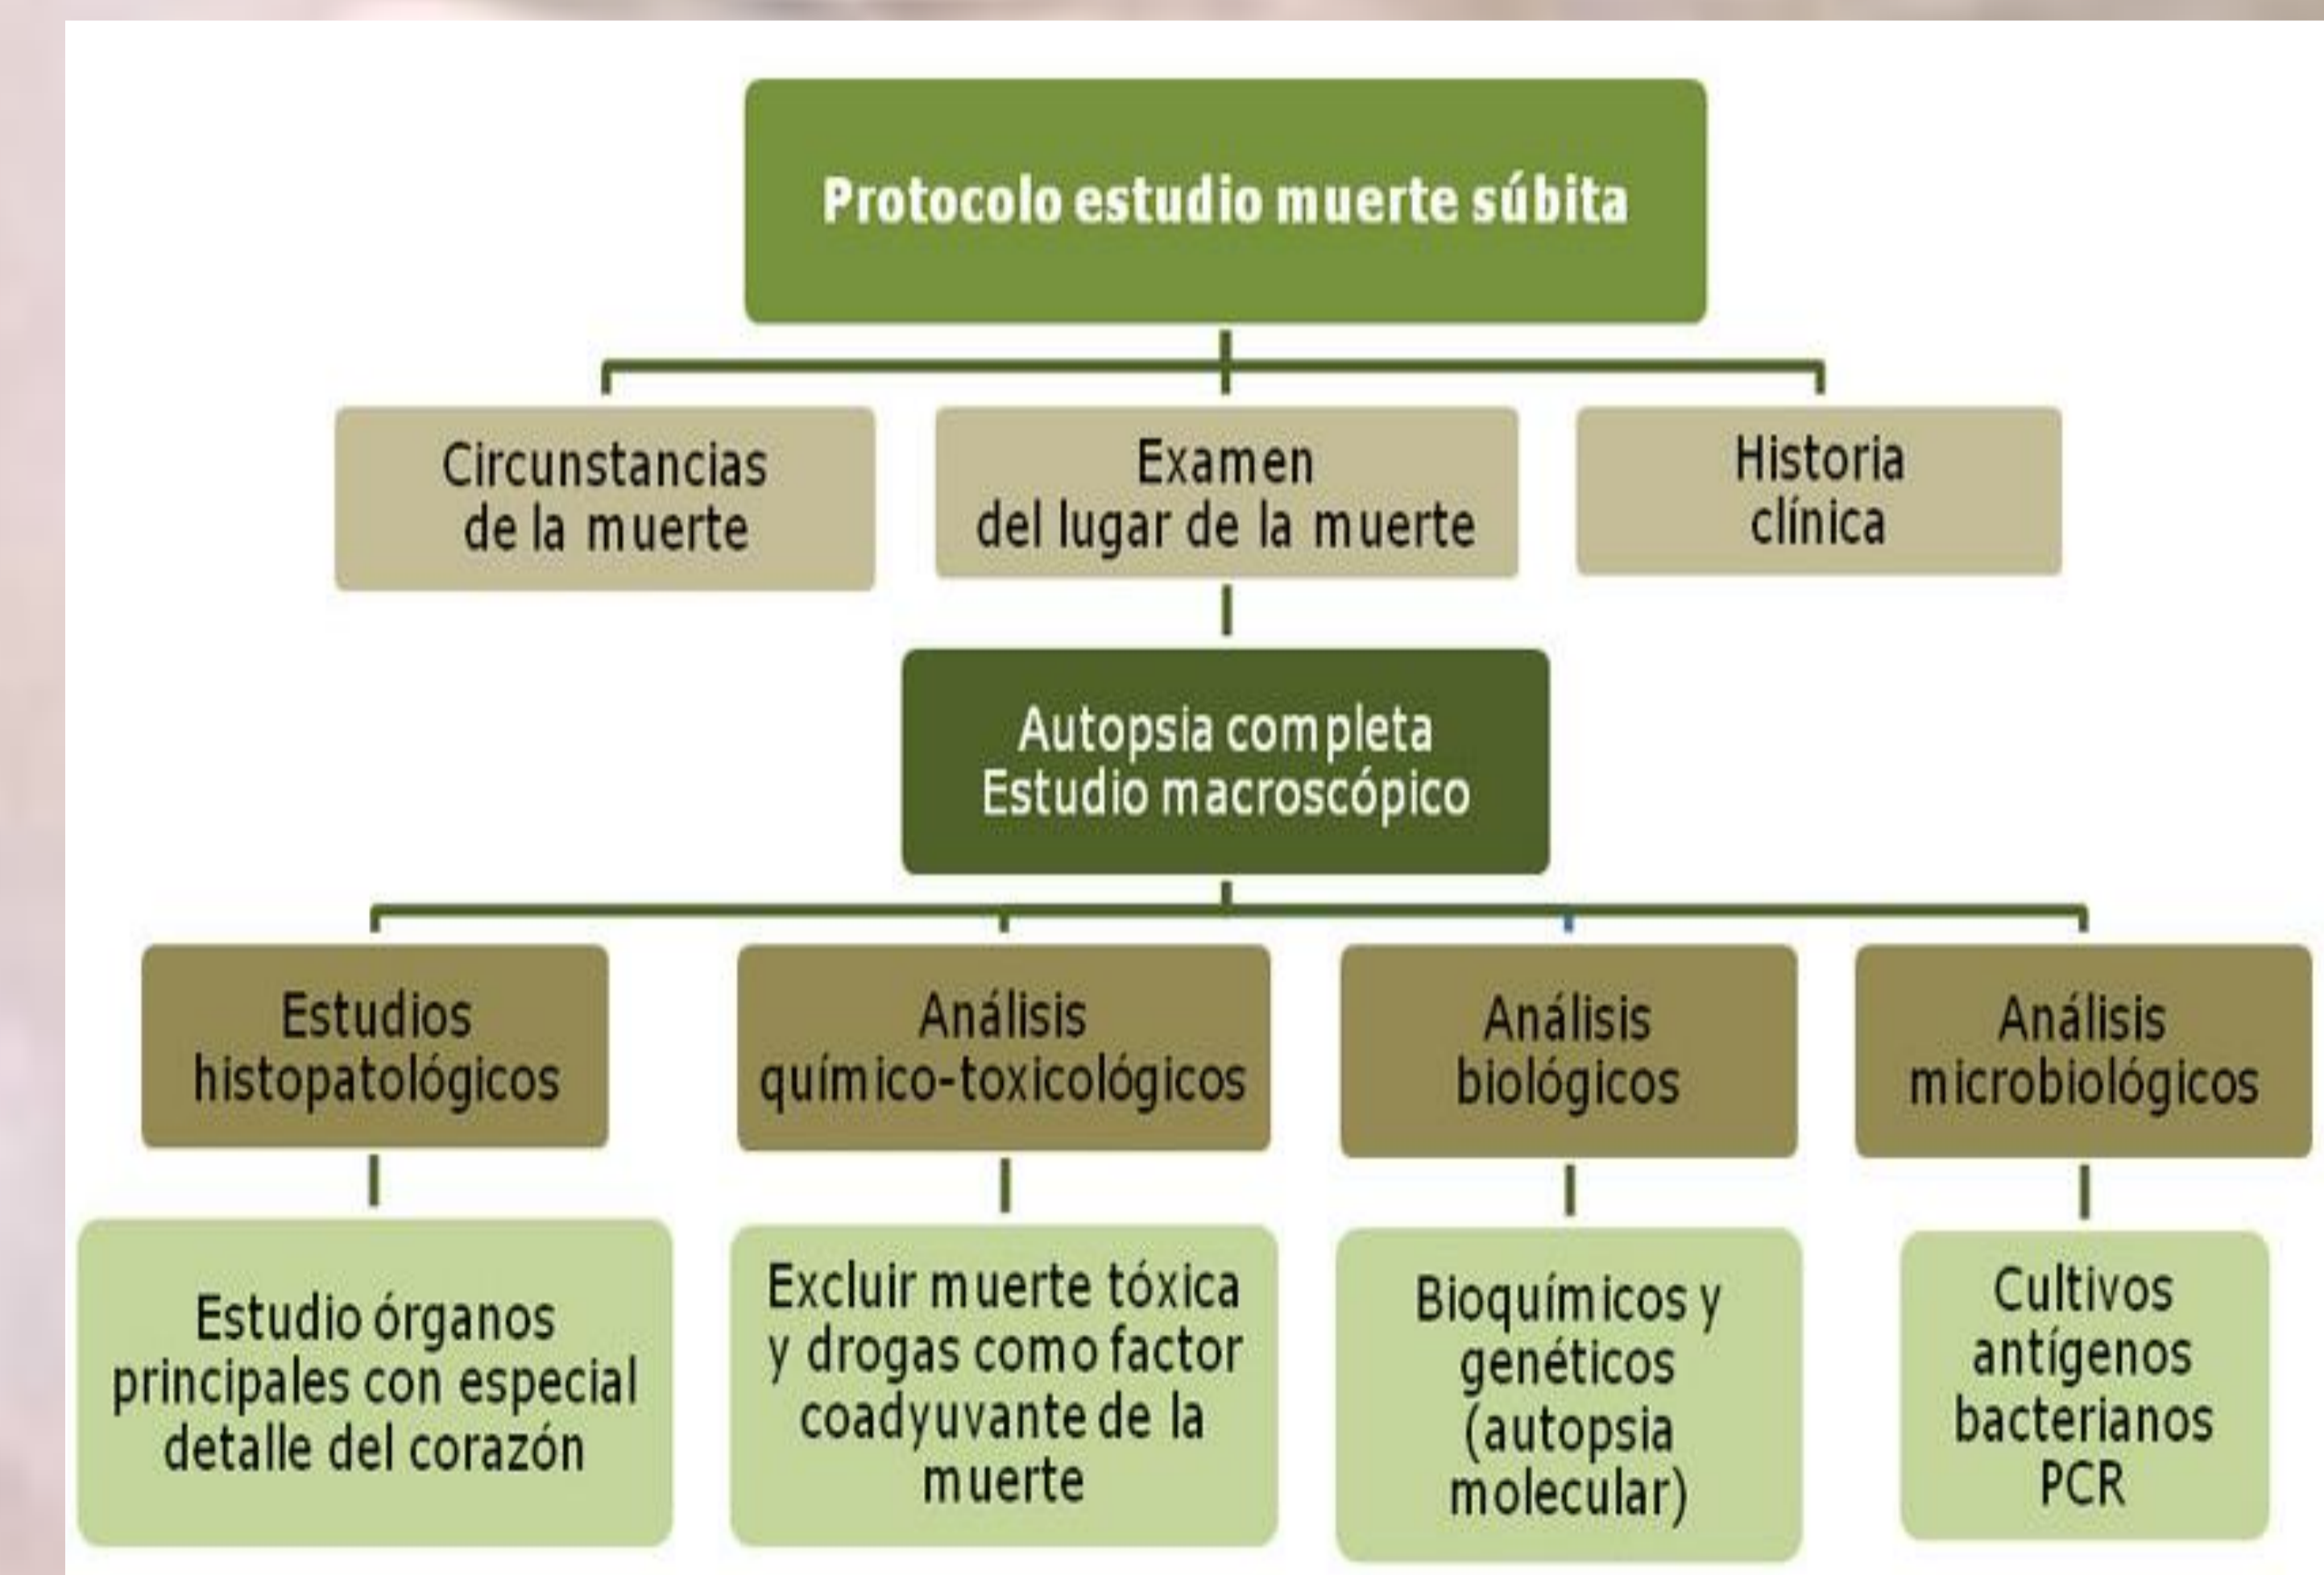 Protocolo estudio muerte súbita
Circunstancias
de la muerte
Examen
del lugar de la muerte
Historia
clínica
Autopsia completa
Estudio macroscópico
Estudios
histopatológicos
Análisis
químico-toxicológicos
Análisis
biológicos
Análisis
microbiológicos
Estudio órganos
principales con especial
detalle del corazón
Excluir muerte tóxica
y drogas como factor
coadyuvante de la
muerte
Bioquímicos y
genéticos
(autopsia
molecular)
Cultivos
antígenos
bacterianos
PCR